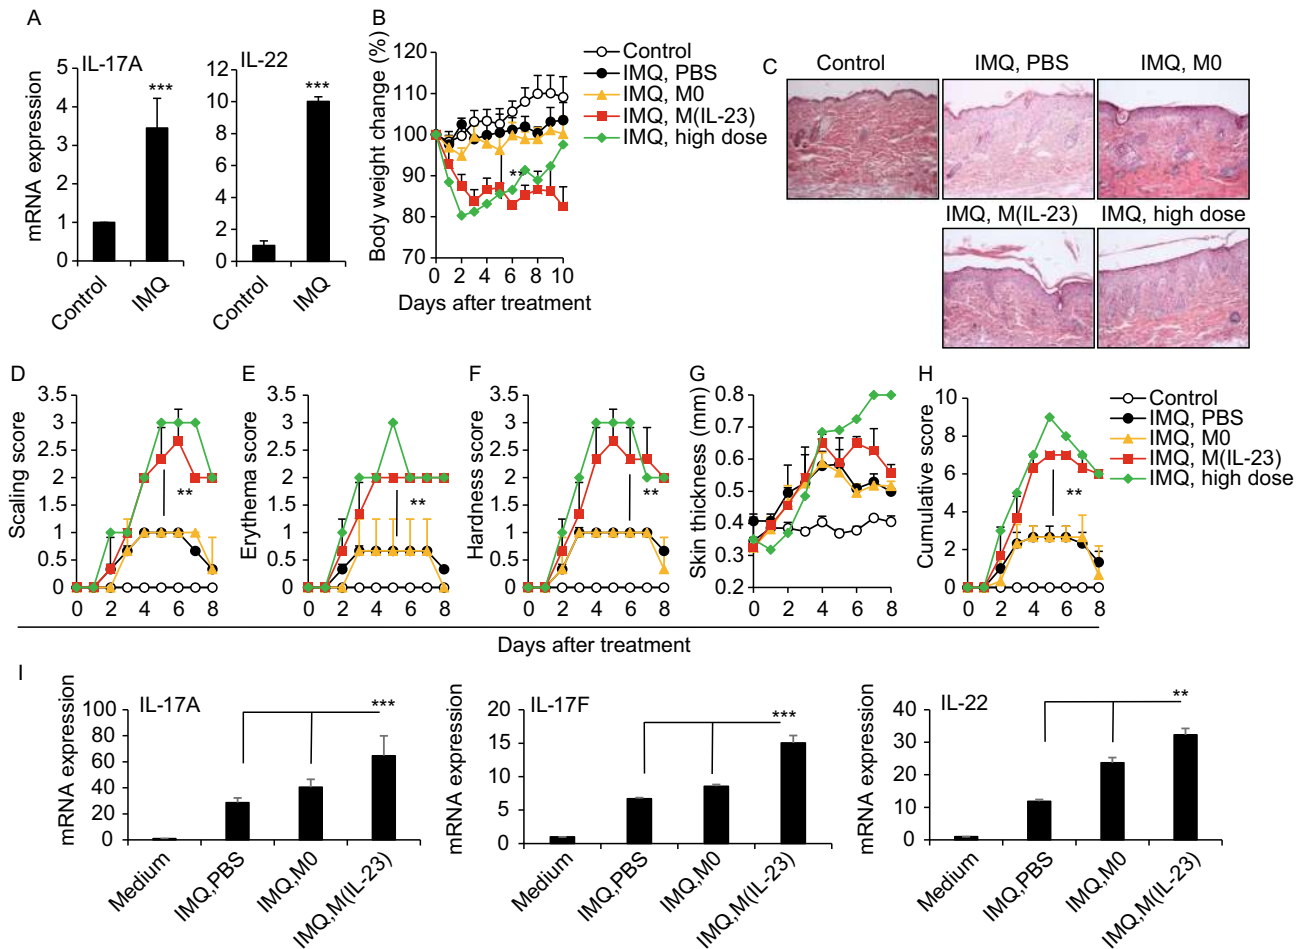 A
IL-17A
***
mRNA expression
5
4
3
2
1
0
Control
IMQ
IL-22
***
12
10
8
6
4
2
0
Control
IMQ
B
Body weight change (%)
120
110
100
90
80
70
**
0 2 4 6 8 10
Days after treatment
Control
IMQ, PBS
IMQ, M0
IMQ, M(IL-23)
IMQ, high dose
C
Control
IMQ, PBS
IMQ, M0
IMQ, M(IL-23)
IMQ, high dose
D
Scaling score
3.5
3
2.5
2
1.5
1
0.5
0
**
0 2 4 6 8
E
Erythema score
3.5
3
2.5
2
1.5
1
0.5
0
**
0 2 4 6 8
F
Hardness score
3.5
3
2.5
2
1.5
1
0.5
0
**
0 2 4 6 8
G
Skin thickness (mm)
0.8
0.7
0.6
0.5
0.4
0.3
0.2
0 2 4 6 8
H
Cumulative score
10
8
6
4
2
0
**
0 2 4 6 8
Control
IMQ, PBS
IMQ, M0
IMQ, M(IL-23)
IMQ, high dose
Days after treatment
I
IL-17A
***
mRNA expression
100
80
60
40
20
0
Medium
IMQ,PBS
IMQ,M0
IMQ,M(IL-23)
IL-17F
***
mRNA expression
20
15
10
5
0
Medium
IMQ,PBS
IMQ,M0
IMQ,M(IL-23)
IL-22
**
mRNA expression
40
30
20
10
0
Medium
IMQ,PBS
IMQ,M0
IMQ,M(IL-23)